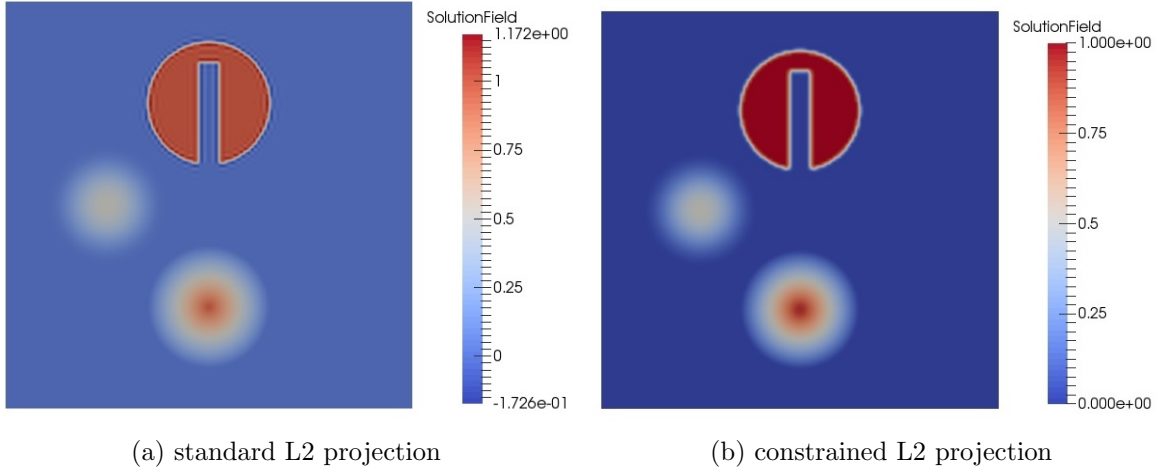 SolutionField
1.172e+00
1
0.75
0.5
0.25
0
-1.726e-01
SolutionField
1.000e+00
0.75
0.5
0.25
0.000e+00
(a) standard L2 projection
(b) constrained L2 projection